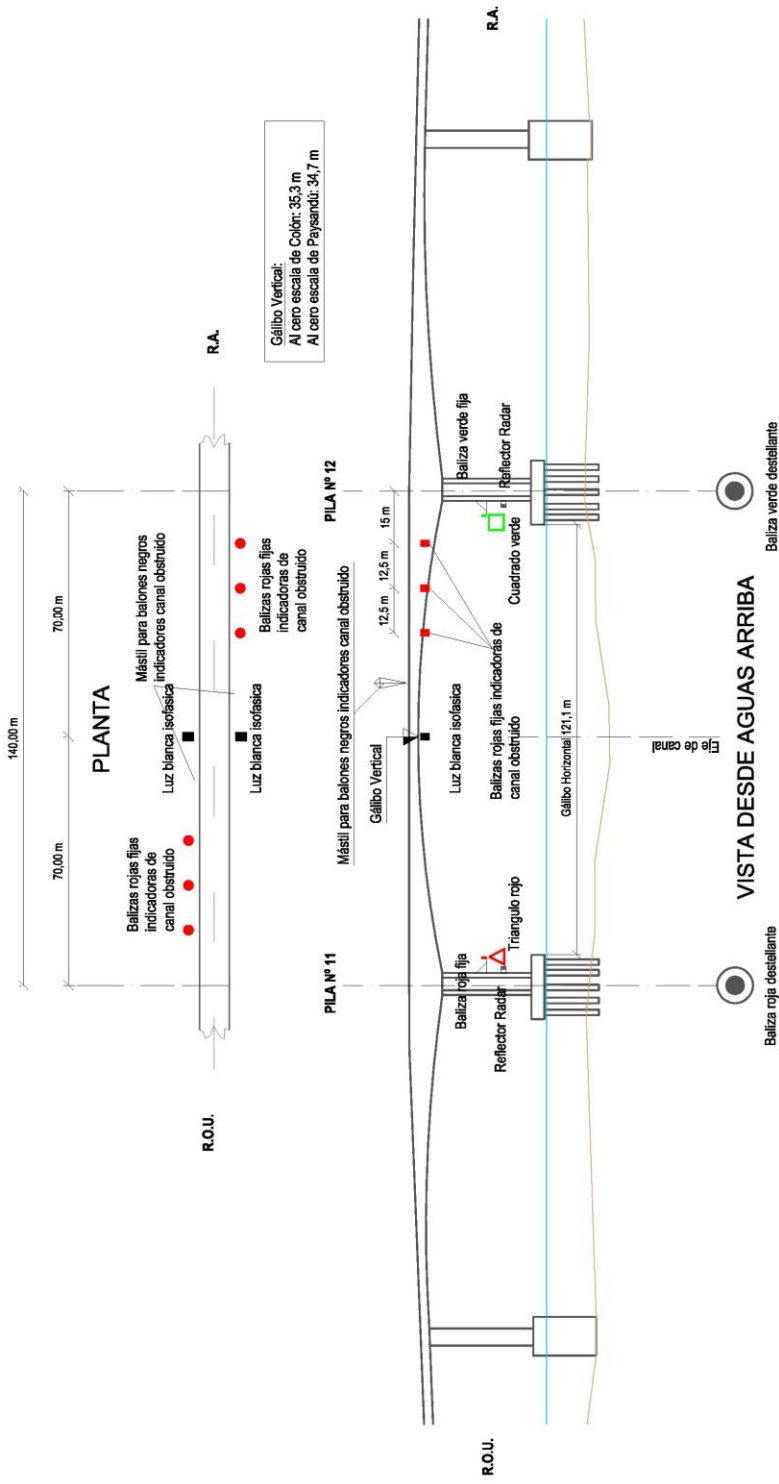 140,00 m
70,00 m
70,00 m
PLANTA
R.O.U.
R.A.
Balizas rojas fijas
indicadoras de
canal obstruido
Luz blanca isofasica
Mástil para balones negros
indicadores canal obstruido
Luz blanca isofasica
Balizas rojas fijas
indicadoras de
canal obstruido
Gálibo Vertical:
Al cero escala de Colón: 35,3 m
Al cero escala de Paysandú: 34,7 m
PILA Nº 11
PILA Nº 12
Mástil para balones negros indicadores canal obstruido
Gálibo Vertical
12,5 m
12,5 m
15 m
R.O.U.
R.A.
Luz blanca isofasica
Balizas rojas fijas indicadoras de
canal obstruido
Baliza roja fija
Triangulo rojo
Reflector Radar
Baliza verde fija
Reflector Radar
Cuadrado verde
Gálibo Horizontal 121,1 m
Eje de canal
VISTA DESDE AGUAS ARRIBA
Baliza roja destellante
Baliza verde destellante